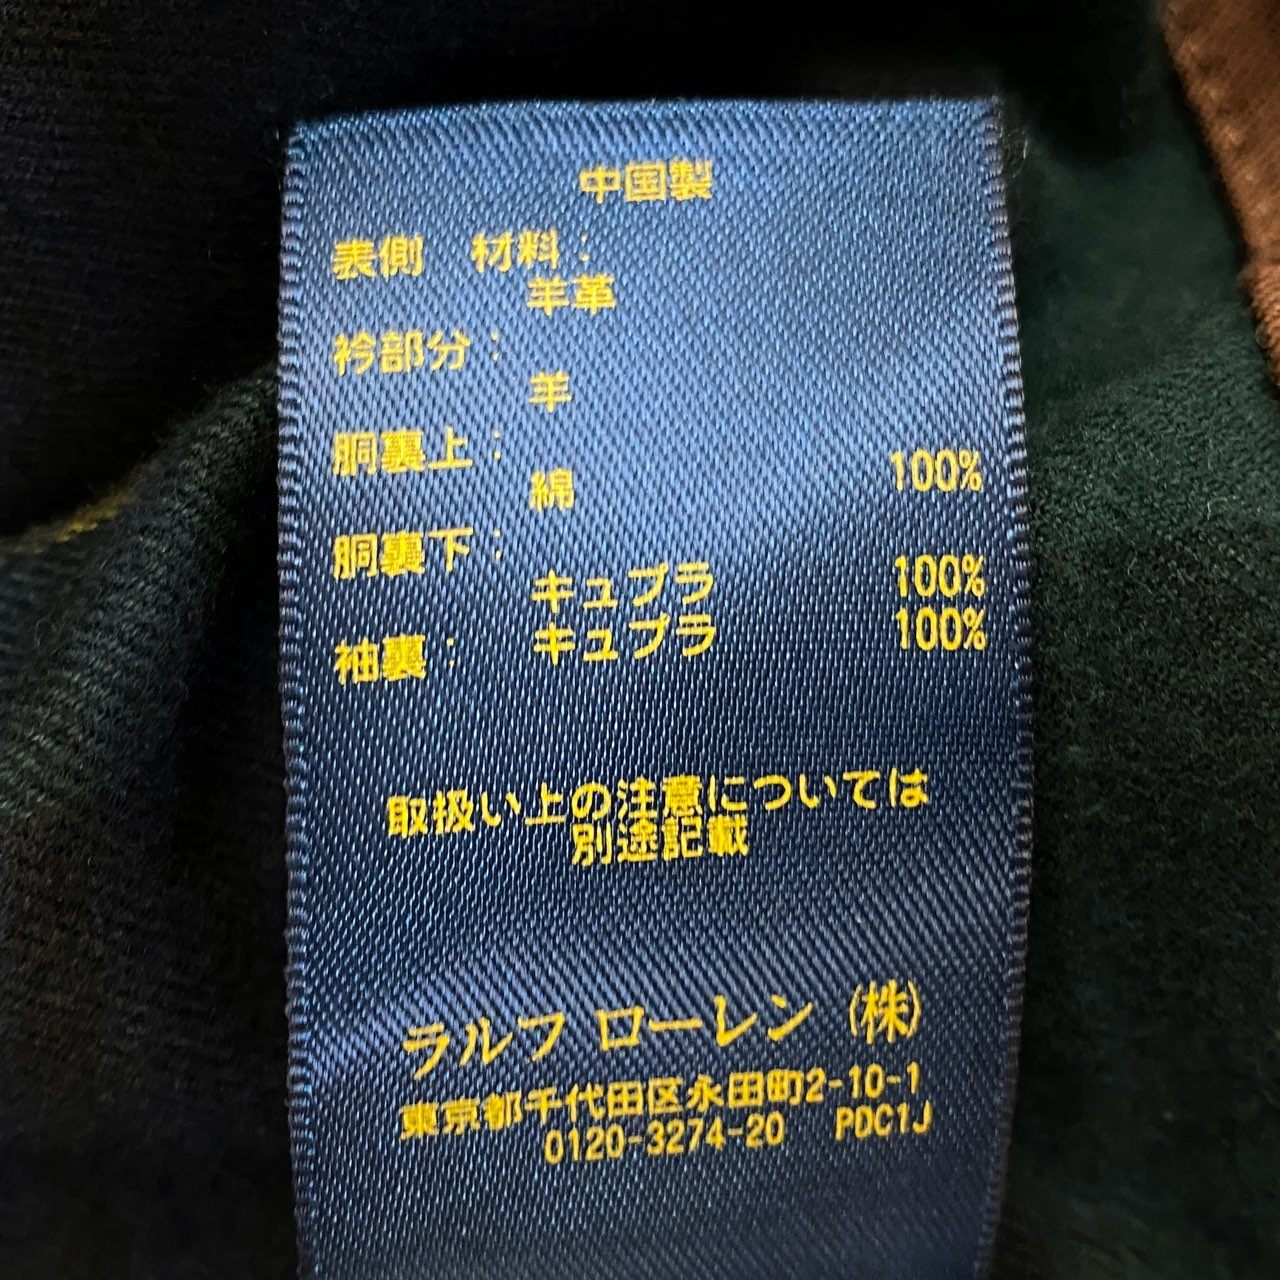 中国製
表側 材料:
羊革
衿部分:
羊
胴裏上:
綿 100%
胴裏下:
キュプラ 100%
袖裏: キュプラ 100%
取扱い上の注意については
別途記載
ラルフ ローレン (株)
東京都千代田区永田町2-10-1
0120-3274-20 PDC1J